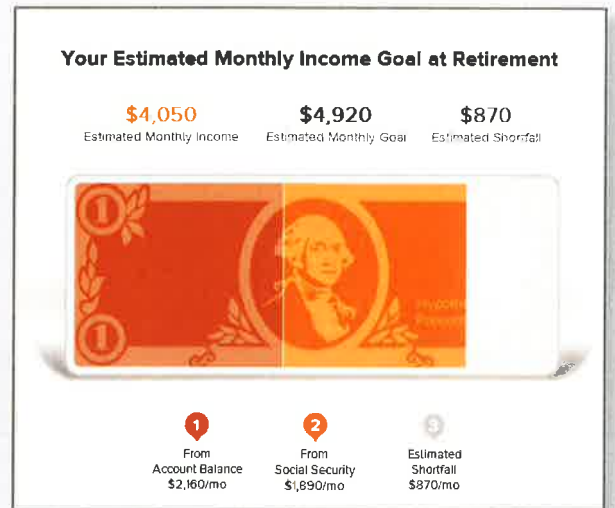 Your Estimated Monthly Income Goal at Retirement
$4,050 $4,920 $870
Estimated Monthly Income Estimated Monthly Goal Estimated Shortfall
1
1
1 2 3
From From Estimated
Account Balance Social Security Shortfall
$2,160/mo $1,890/mo $870/mo